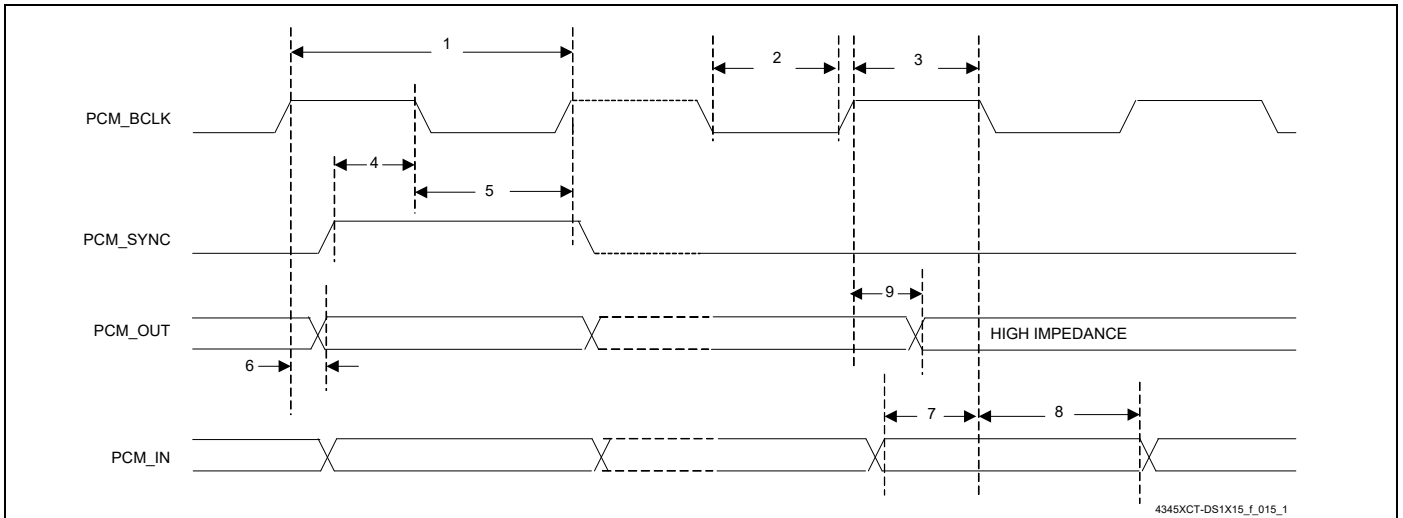 1
2
3
PCM_BCLK
4
5
PCM_SYNC
9
PCM_OUT
HIGH IMPEDANCE
6
7
8
PCM_IN
4345XCT-DS1X15_f_015_1